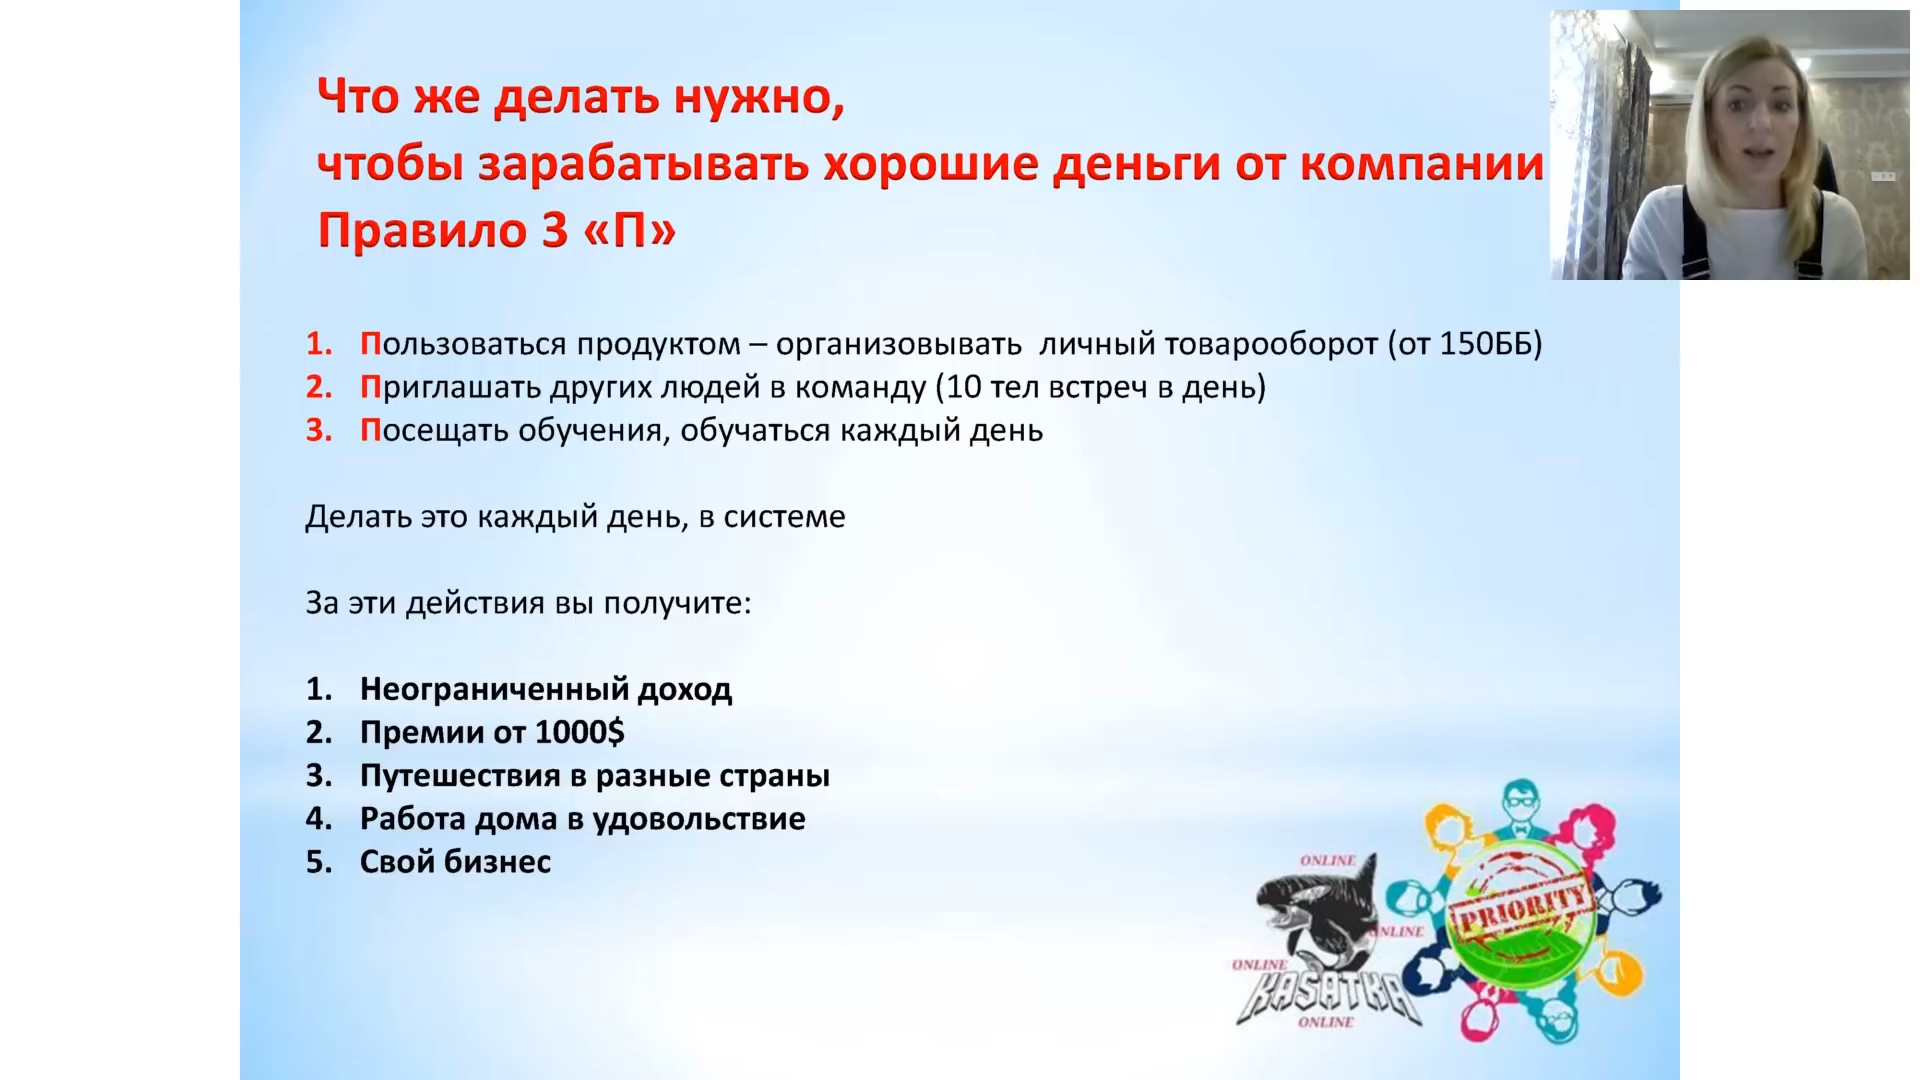 Что же делать нужно,
чтобы зарабатывать хорошие деньги от компании
Правило 3 «П»
1. Пользоваться продуктом – организовывать личный товарооборот (от 150ББ)
2. Приглашать других людей в команду (10 тел встреч в день)
3. Посещать обучения, обучаться каждый день
Делать это каждый день, в системе
За эти действия вы получите:
1. Неограниченный доход
2. Премии от 1000$
3. Путешествия в разные страны
4. Работа дома в удовольствие
5. Свой бизнес
ONLINE
PRIORITY
ONLINE
ONLINE
KASATKA
ONLINE